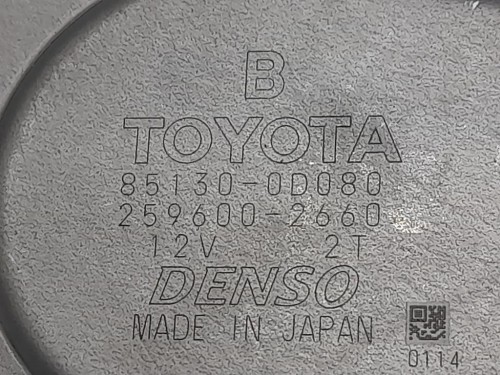 B
TOYOTA
85130-0D080
259600-2660
12V 2T
DENSO
MADE IN JAPAN
0114